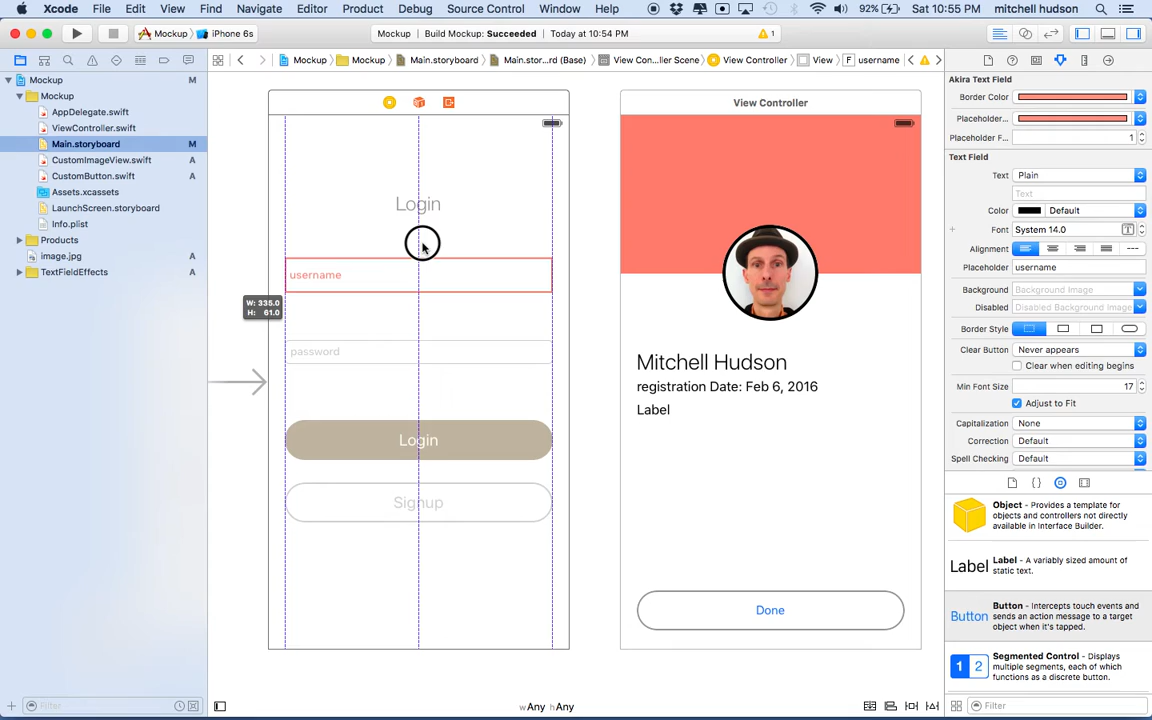 Xcode File Edit View Find Navigate Editor Product Debug Source Control Window Help 92% Sat 10:55 PM mitchell hudson
Mockup iPhone 6s Mockup Build Mockup: Succeeded Today at 10:54 PM 1
Mockup Mockup Main.storyboard Main.stor...rd (Base) View Con...ller Scene View Controller View F username
Mockup M
Mockup
AppDelegate.swift
ViewController.swift
Main.storyboard M
CustomImageView.swift A
CustomButton.swift A
Assets.xcassets
LaunchScreen.storyboard
Info.plist
Products
image.jpg A
TextFieldEffects A
Filter
Login
username
W: 335.0
H: 61.0
password
Login
Signup
View Controller
Mitchell Hudson
registration Date: Feb 6, 2016
Label
Done
wAny hAny
Akira Text Field
Border Color
Placeholder...
Placeholder F... 1
Text Field
Text Plain
Text
Color Default
Font System 14.0
Alignment
Placeholder username
Background Background Image
Disabled Disabled Background Image
Border Style
Clear Button Never appears
Clear when editing begins
Min Font Size 17
Adjust to Fit
Capitalization None
Correction Default
Spell Checking Default
Object - Provides a template for
objects and controllers not directly
available in Interface Builder.
Label Label - A variably sized amount of
static text.
Button Button - Intercepts touch events and
sends an action message to a target
object when it's tapped.
1 2 Segmented Control - Displays
multiple segments, each of which
functions as a discrete button.
Filter